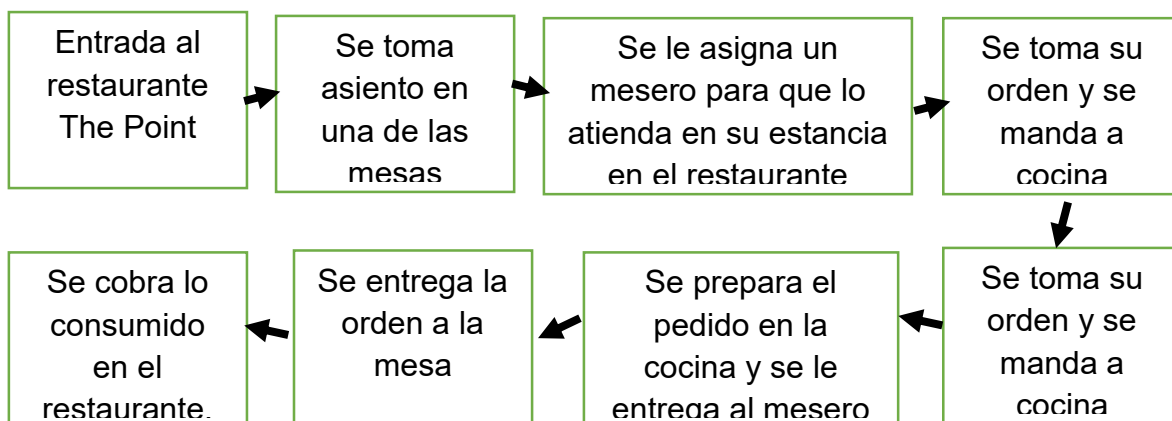 Entrada al
restaurante
The Point
Se toma
asiento en
una de las
mesas
Se le asigna un
mesero para que lo
atienda en su estancia
en el restaurante
Se toma su
orden y se
manda a
cocina
Se toma su
orden y se
manda a
cocina
Se prepara el
pedido en la
cocina y se le
entrega al mesero
Se entrega la
orden a la
mesa
Se cobra lo
consumido
en el
restaurante.